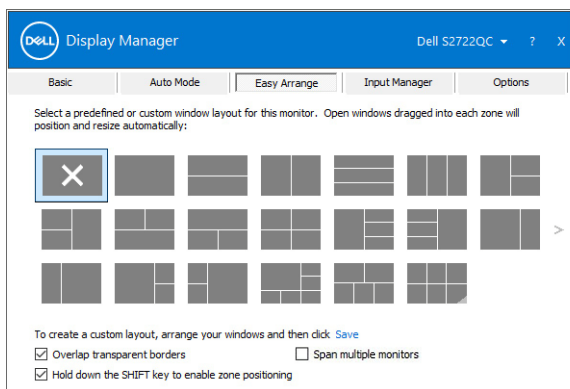 DELL Display Manager Dell S2722QC ? X
Basic Auto Mode Easy Arrange Input Manager Options
Select a predefined or custom window layout for this monitor. Open windows dragged into each zone will
position and resize automatically:
>
To create a custom layout, arrange your windows and then click Save
Overlap transparent borders Span multiple monitors
Hold down the SHIFT key to enable zone positioning